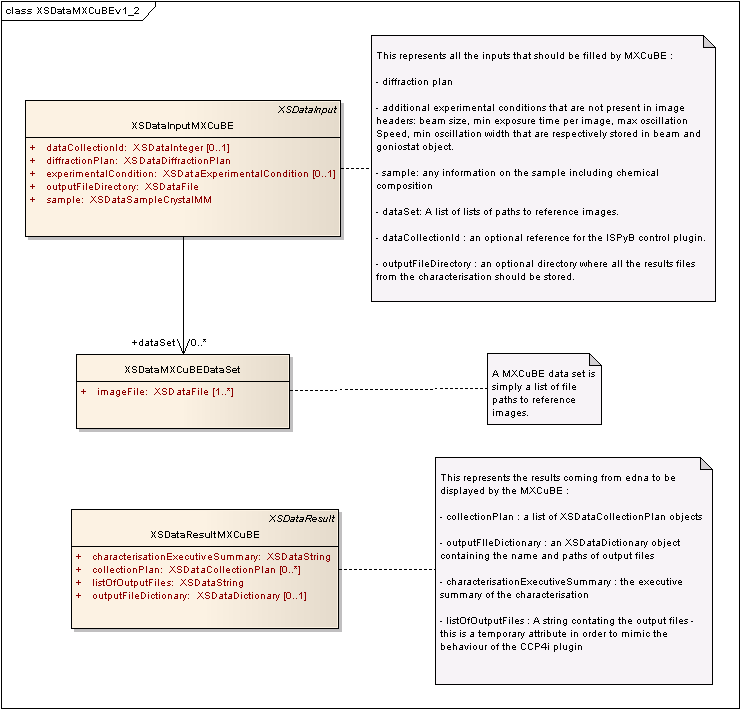 class XSDataMXCuBEv1_2
XSDataInput
XSDataInputMXCuBE
+ dataCollectionId: XSDataInteger [0..1]
+ diffractionPlan: XSDataDiffractionPlan
+ experimentalCondition: XSDataExperimentalCondition [0..1]
+ outputFileDirectory: XSDataFile
+ sample: XSDataSampleCrystalMM
This represents all the inputs that should be filled by MXCuBE :
- diffraction plan
- additional experimental conditions that are not present in image
headers: beam size, min exposure time per image, max oscillation
Speed, min oscillation width that are respectively stored in beam and
goniostat object.
- sample: any information on the sample including chemical
composition
- dataSet: A list of lists of paths to reference images.
- dataCollectionId : an optional reference for the ISPyB control plugin.
- outputFileDirectory : an optional directory where all the results files
from the characterisation should be stored.
+dataSet 0..*
XSDataMXCuBEDataSet
+ imageFile: XSDataFile [1..*]
A MXCuBE data set is
simply a list of file
paths to reference
images.
XSDataResult
XSDataResultMXCuBE
+ characterisationExecutiveSummary: XSDataString
+ collectionPlan: XSDataCollectionPlan [0..*]
+ listOfOutputFiles: XSDataString
+ outputFileDictionary: XSDataDictionary [0..1]
This represents the results coming from edna to be
displayed by the MXCuBE :
- collectionPlan : a list of XSDataCollectionPlan objects
- outputFIleDictionary : an XSDataDictionary object
containing the name and paths of output files
- characterisationExecutiveSummary : the executive
summary of the characterisation
- listOfOutputFiles : A string contating the output files -
this is a temporary attribute in order to mimic the
behaviour of the CCP4i plugin